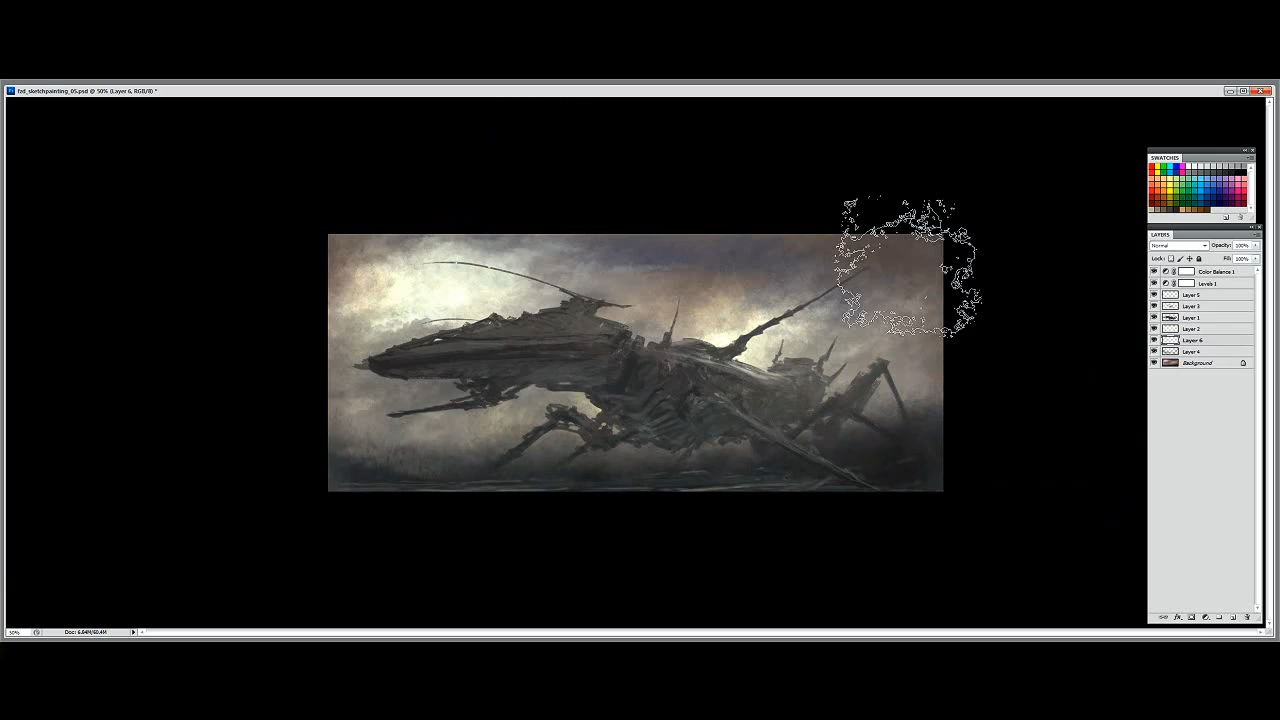 fzd_sketchpainting_05.psd @ 50% (Layer 6, RGB/8) *
SWATCHES
LAYERS
Normal Opacity: 100%
Lock: Fill: 100%
Color Balance 1
Levels 1
Layer 5
Layer 3
Layer 1
Layer 2
Layer 6
Layer 4
Background
50% Doc: 6.84M/60.4M